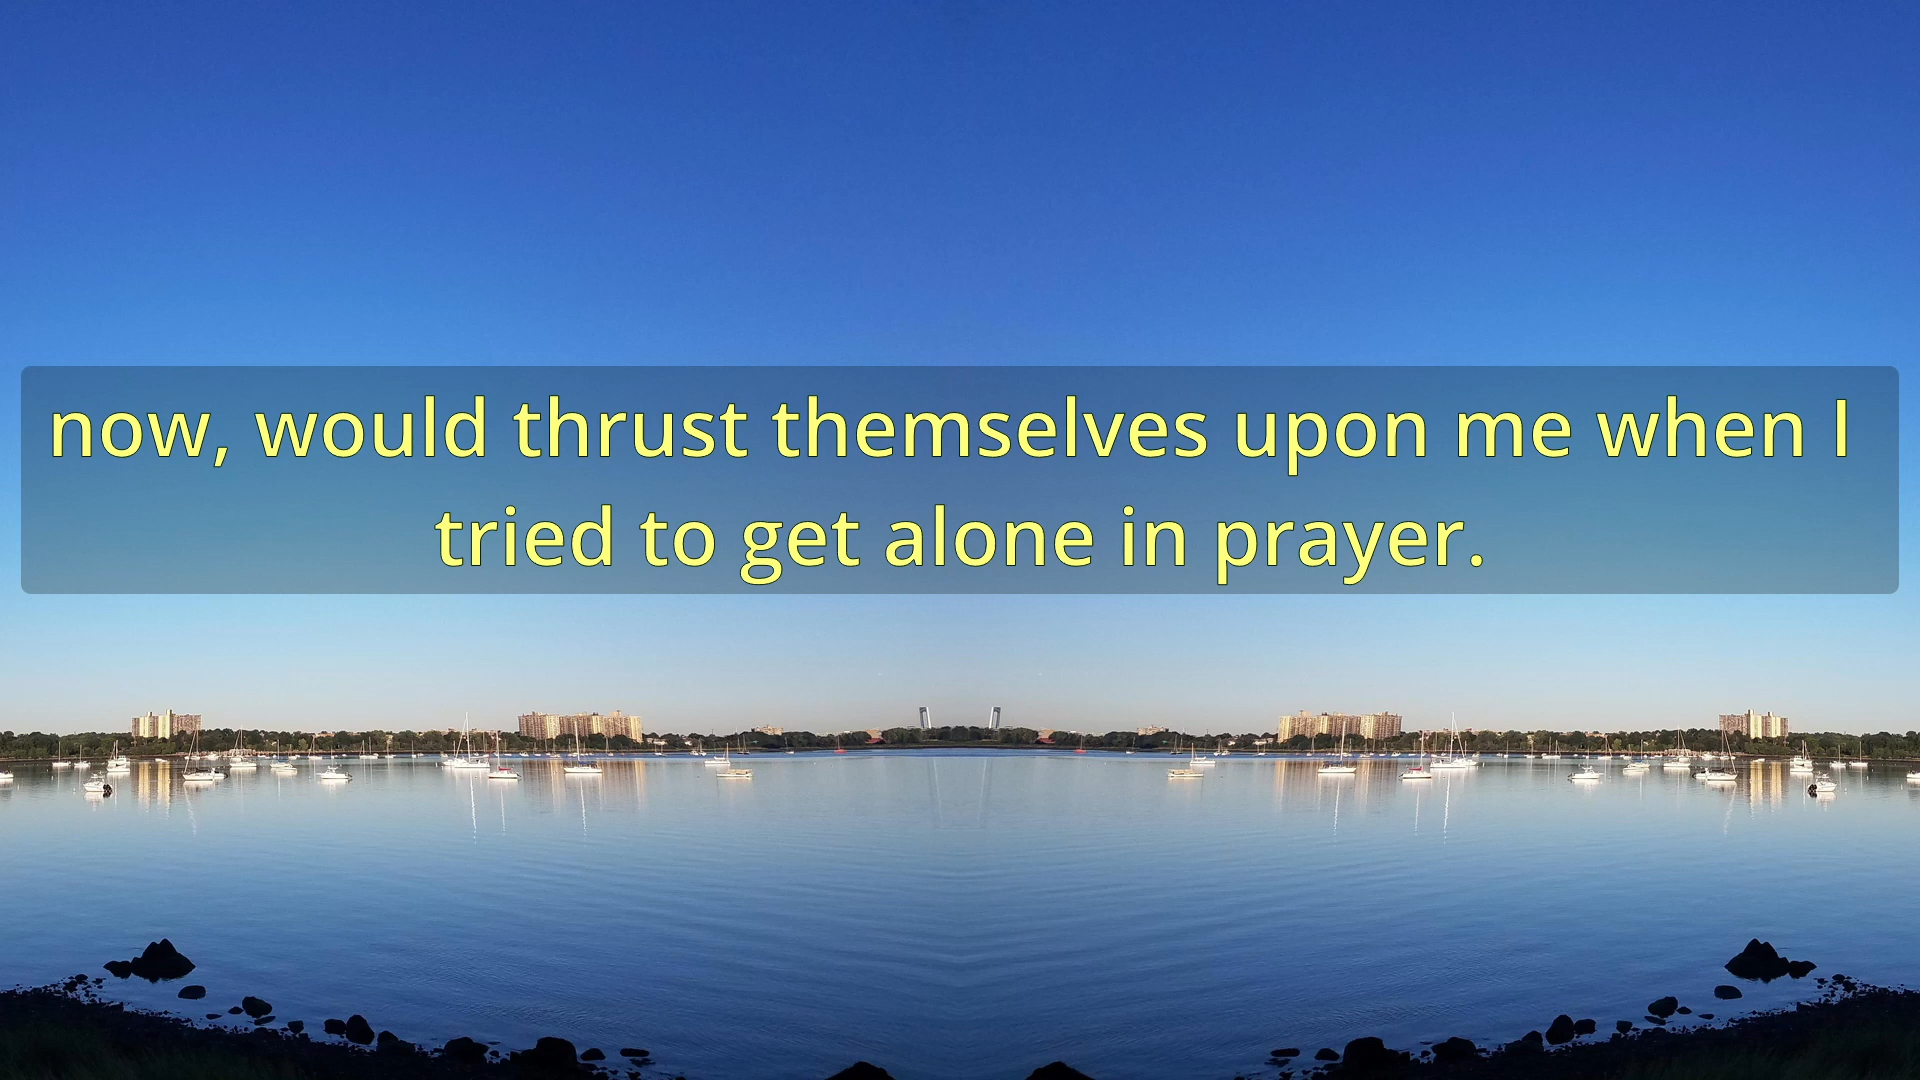 now, would thrust themselves upon me when I
tried to get alone in prayer.